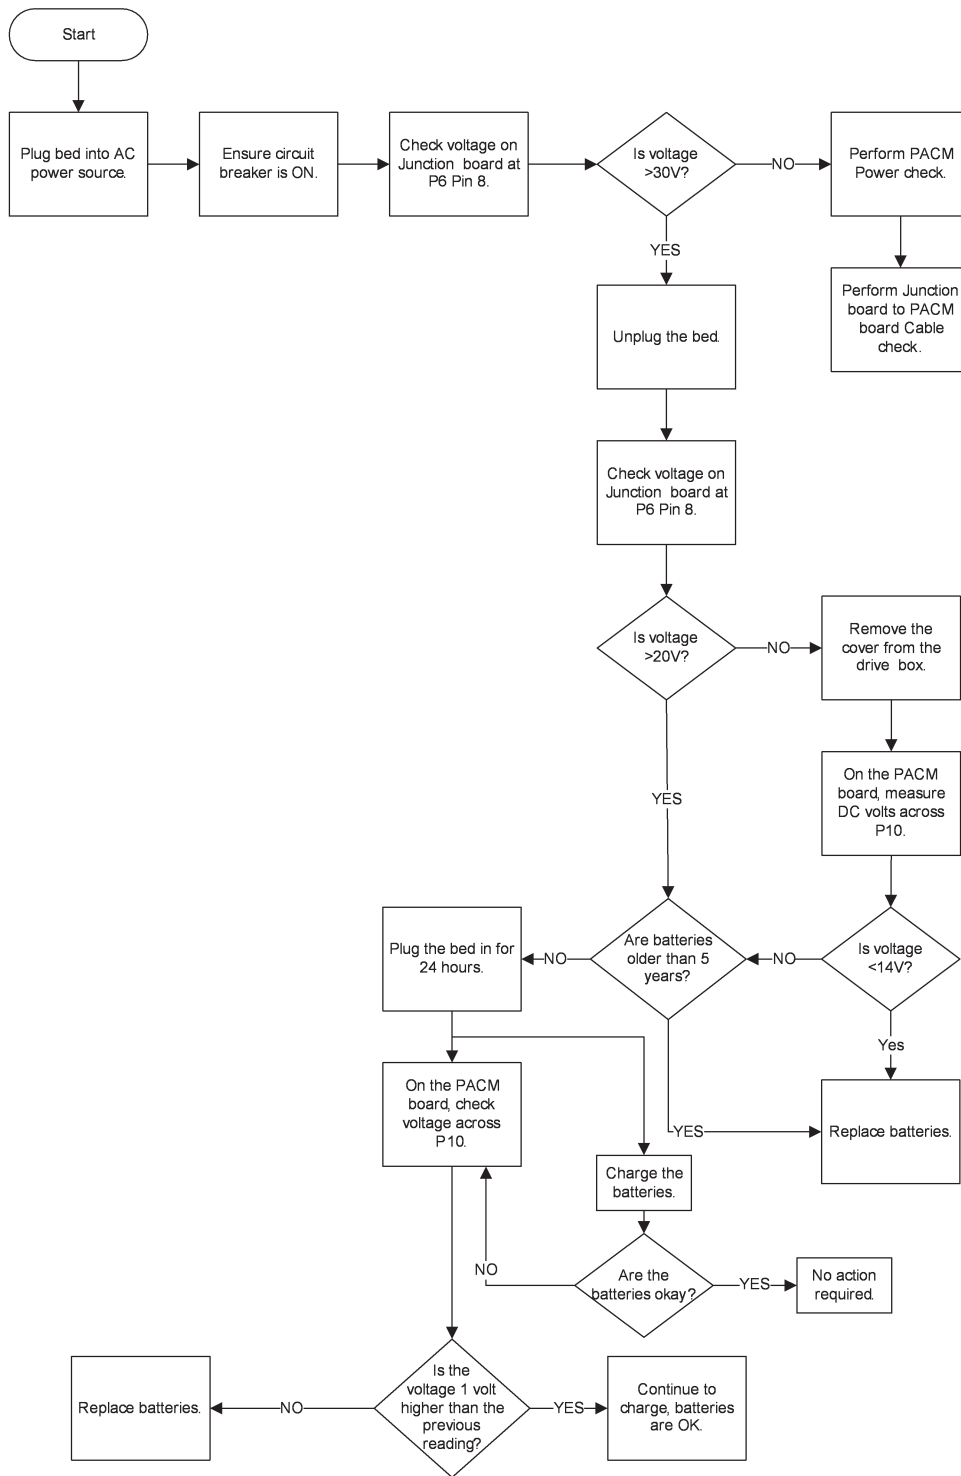 Start
Plug bed into AC
power source.
Ensure circuit
breaker is ON.
Check voltage on
Junction board at
P6 Pin 8.
Is voltage
>30V?
NO
Perform PACM
Power check.
YES
Perform Junction
board to PACM
board Cable
check.
Unplug the bed.
Check voltage on
Junction board at
P6 Pin 8.
Is voltage
>20V?
NO
Remove the
cover from the
drive box.
On the PACM
board, measure
DC volts across
P10.
YES
Plug the bed in for
24 hours.
NO
Are batteries
older than 5
years?
NO
Is voltage
<14V?
Yes
On the PACM
board, check
voltage across
P10.
YES
Replace batteries.
Charge the
batteries.
NO
Are the
batteries okay?
YES
No action
required.
Replace batteries.
NO
Is the
voltage 1 volt
higher than the
previous
reading?
YES
Continue to
charge, batteries
are OK.